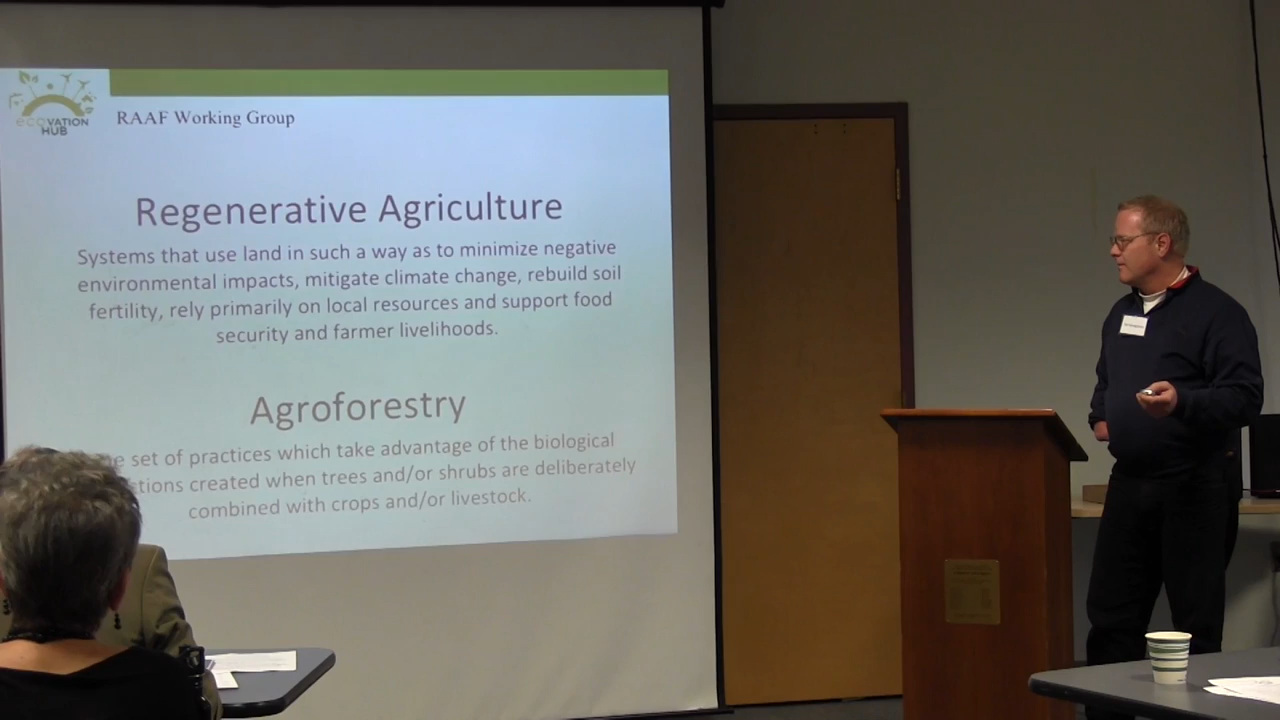 ecoVATION
HUB
RAAF Working Group
Regenerative Agriculture
Systems that use land in such a way as to minimize negative
environmental impacts, mitigate climate change, rebuild soil
fertility, rely primarily on local resources and support food
security and farmer livelihoods.
Agroforestry
set of practices which take advantage of the biological
created when trees and/or shrubs are deliberately
combined with crops and/or livestock.